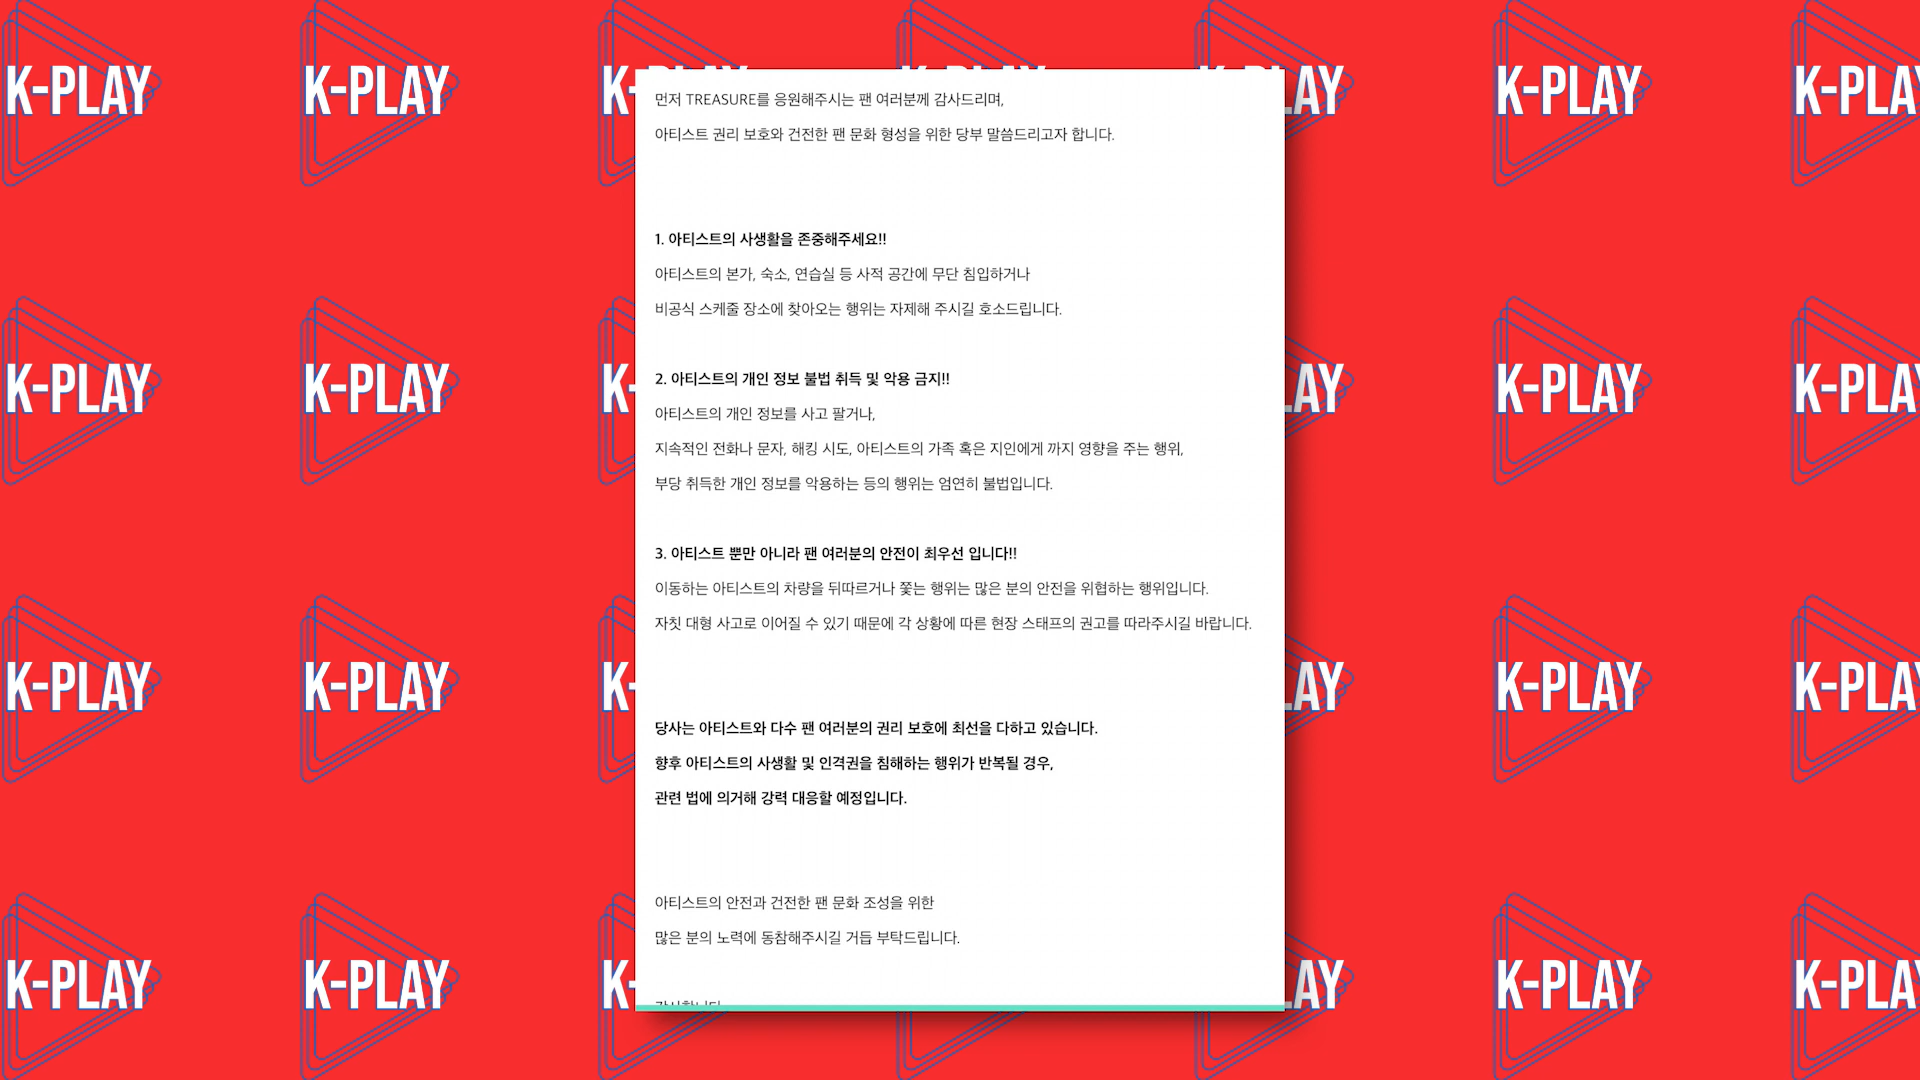 K-PLAY K-PLAY K-PLAY K-PLAY K-PLAY K-PLAY K-PLA
먼저 TREASURE를 응원해주시는 팬 여러분께 감사드리며,
아티스트 권리 보호와 건전한 팬 문화 형성을 위한 당부 말씀드리고자 합니다.
1. 아티스트의 사생활을 존중해주세요!!
아티스트의 본가, 숙소, 연습실 등 사적 공간에 무단 침입하거나
비공식 스케줄 장소에 찾아오는 행위는 자제해 주시길 호소드립니다.
K-PLAY K-PLAY K- LAY K-PLAY K-PLA
2. 아티스트의 개인 정보 불법 취득 및 악용 금지!!
아티스트의 개인 정보를 사고 팔거나,
지속적인 전화나 문자, 해킹 시도, 아티스트의 가족 혹은 지인에게 까지 영향을 주는 행위,
부당 취득한 개인 정보를 악용하는 등의 행위는 엄연히 불법입니다.
3. 아티스트 뿐만 아니라 팬 여러분의 안전이 최우선 입니다!!
이동하는 아티스트의 차량을 뒤따르거나 쫓는 행위는 많은 분의 안전을 위협하는 행위입니다.
자칫 대형 사고로 이어질 수 있기 때문에 각 상황에 따른 현장 스태프의 권고를 따라주시길 바랍니다.
K-PLAY K-PLAY K- LAY K-PLAY K-PLA
당사는 아티스트와 다수 팬 여러분의 권리 보호에 최선을 다하고 있습니다.
향후 아티스트의 사생활 및 인격권을 침해하는 행위가 반복될 경우,
관련 법에 의거해 강력 대응할 예정입니다.
아티스트의 안전과 건전한 팬 문화 조성을 위한
많은 분의 노력에 동참해주시길 거듭 부탁드립니다.
K-PLAY K-PLAY K- LAY K-PLAY K-PLA